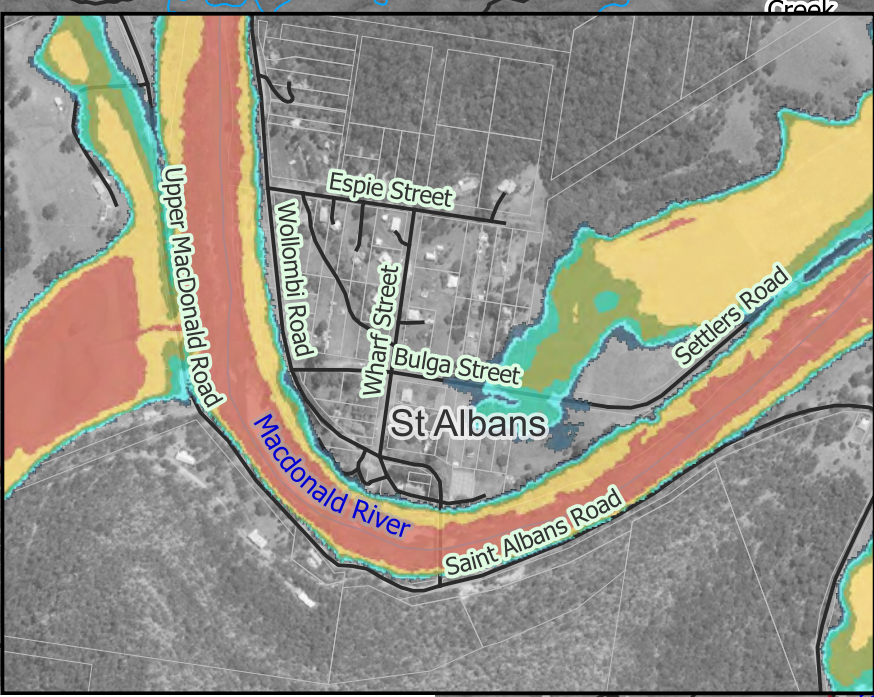 Creek
Espie Street
Upper MacDonald Road
Wollombi Road
Wharf Street
Settlers Road
Bulga Street
St Albans
Macdonald River
Saint Albans Road